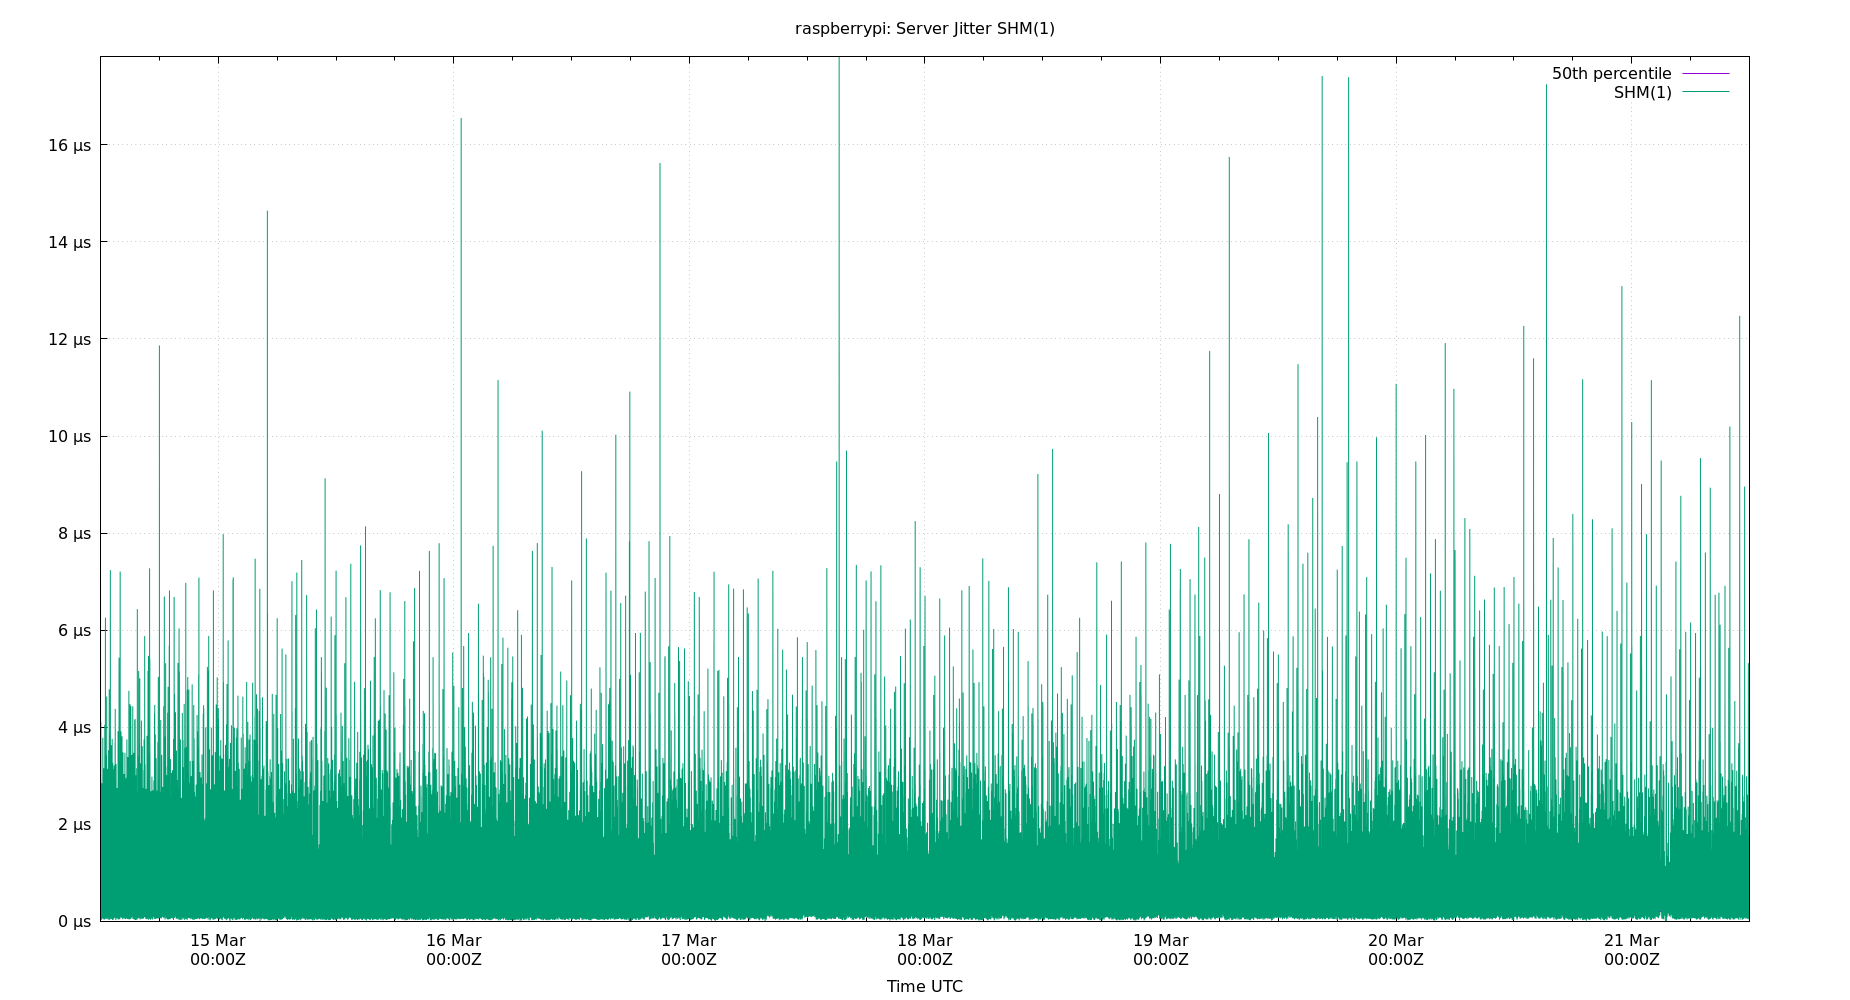 raspberrypi: Server Jitter SHM(1)
50th percentile
SHM(1)
16 µs
14 µs
12 µs
10 µs
8 µs
6 µs
4 µs
2 µs
0 µs
15 Mar 16 Mar 17 Mar 18 Mar 19 Mar 20 Mar 21 Mar
00:00Z 00:00Z 00:00Z 00:00Z 00:00Z 00:00Z 00:00Z
Time UTC